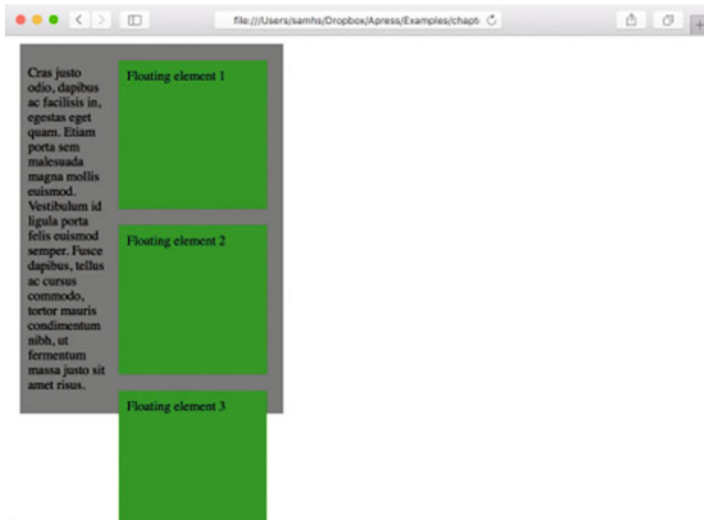 file:///Users/samhs/Dropbox/Apress/Examples/chapt
Cras justo
odio, dapibus
ac facilisis in,
egestas eget
quam. Etiam
porta sem
malesuada
magna mollis
euismod.
Vestibulum id
ligula porta
felis euismod
semper. Fusce
dapibus, tellus
ac cursus
commodo,
tortor mauris
condimentum
nibh, ut
fermentum
massa justo sit
amet risus.
Floating element 1
Floating element 2
Floating element 3